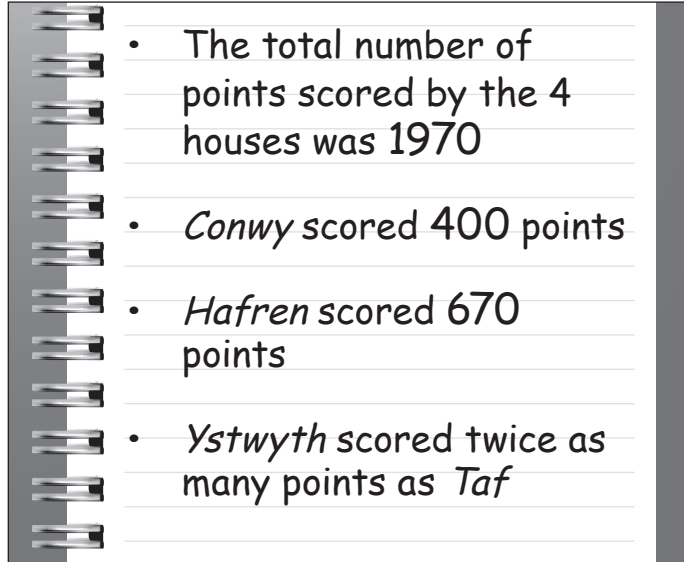 • The total number of
points scored by the 4
houses was 1970
• Conwy scored 400 points
• Hafren scored 670
points
• Ystwyth scored twice as
many points as Taf